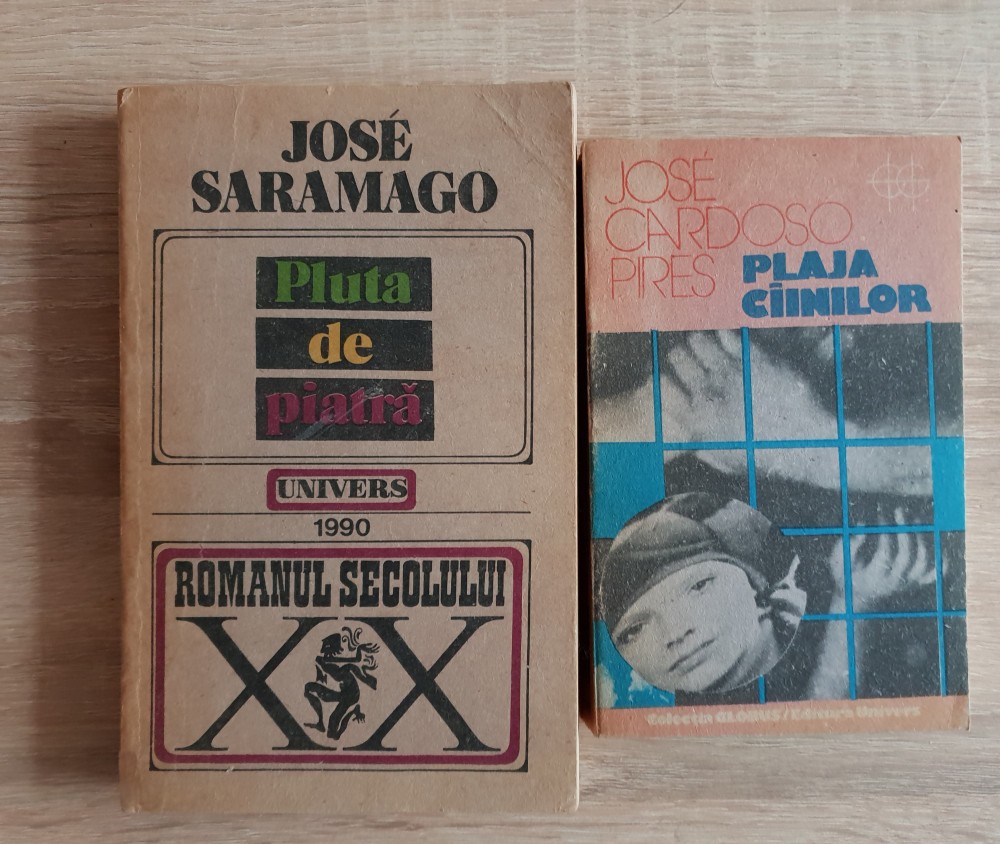 JOSÉ
SARAMAGO
Pluta
de
piatră
UNIVERS
1990
ROMANUL SECOLULUI
XX
JOSÉ
CARDOSO
PIRES
PLAJA
CÎINILOR
Colecția GLOBUS/Editura Univers